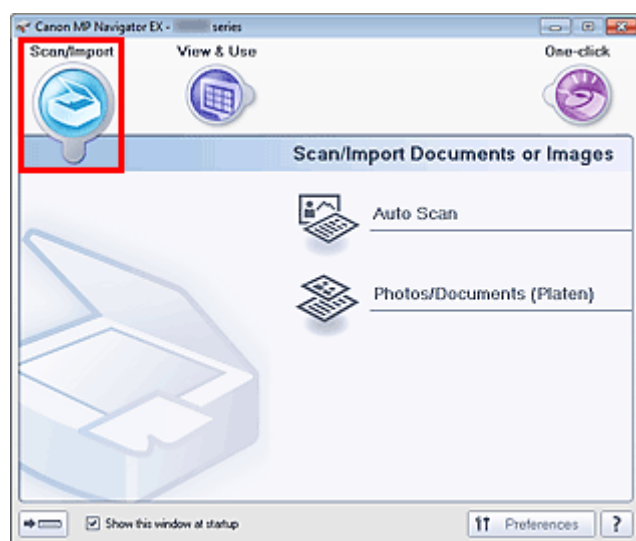 Canon MP Navigator EX - series
Scan/Import
View & Use
One-click
Scan/Import Documents or Images
Auto Scan
Photos/Documents (Platen)
Show this window at startup
Preferences
?